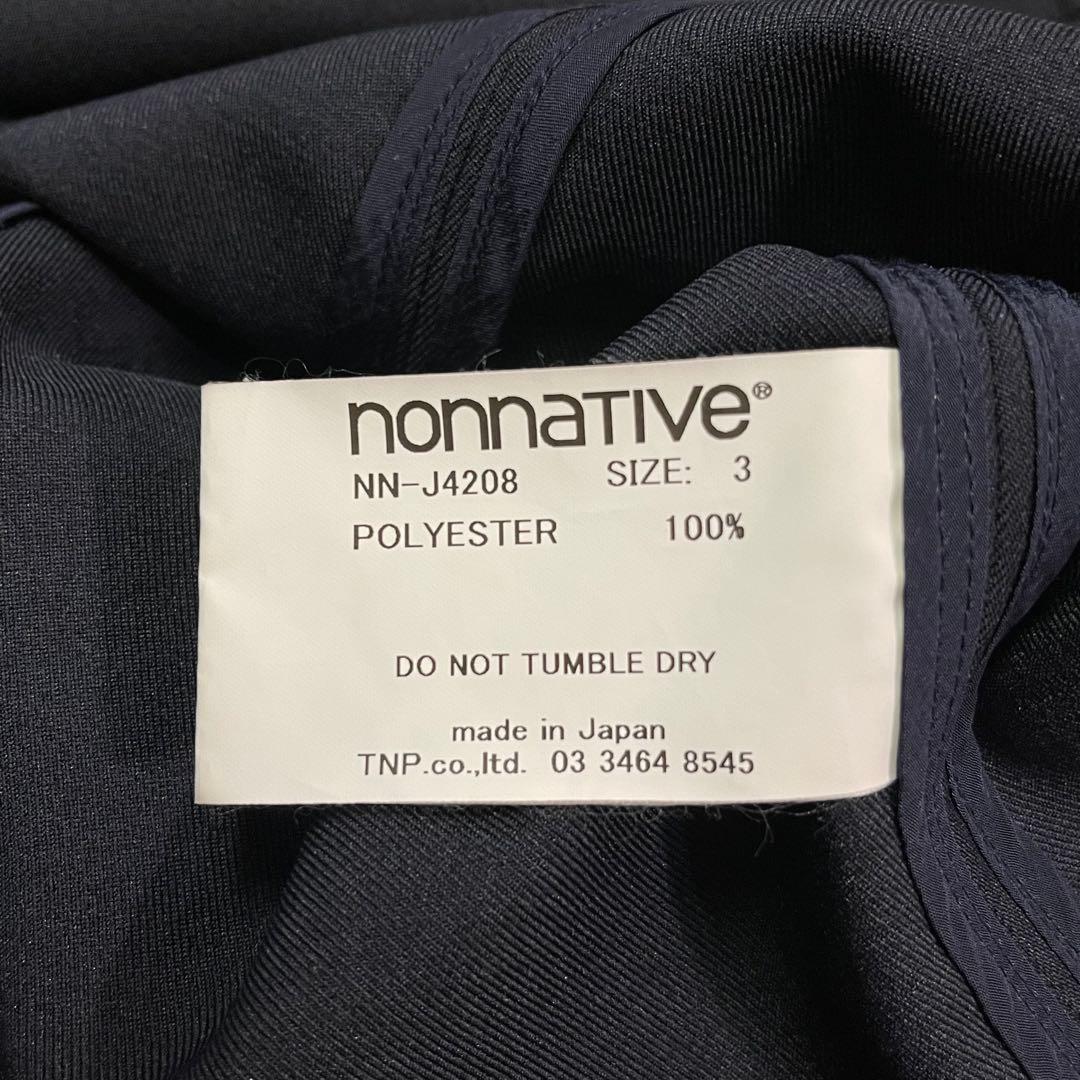 nonnaTIVe®
NN-J4208 SIZE: 3
POLYESTER 100%
DO NOT TUMBLE DRY
made in Japan
TNP.co.,ltd. 03 3464 8545